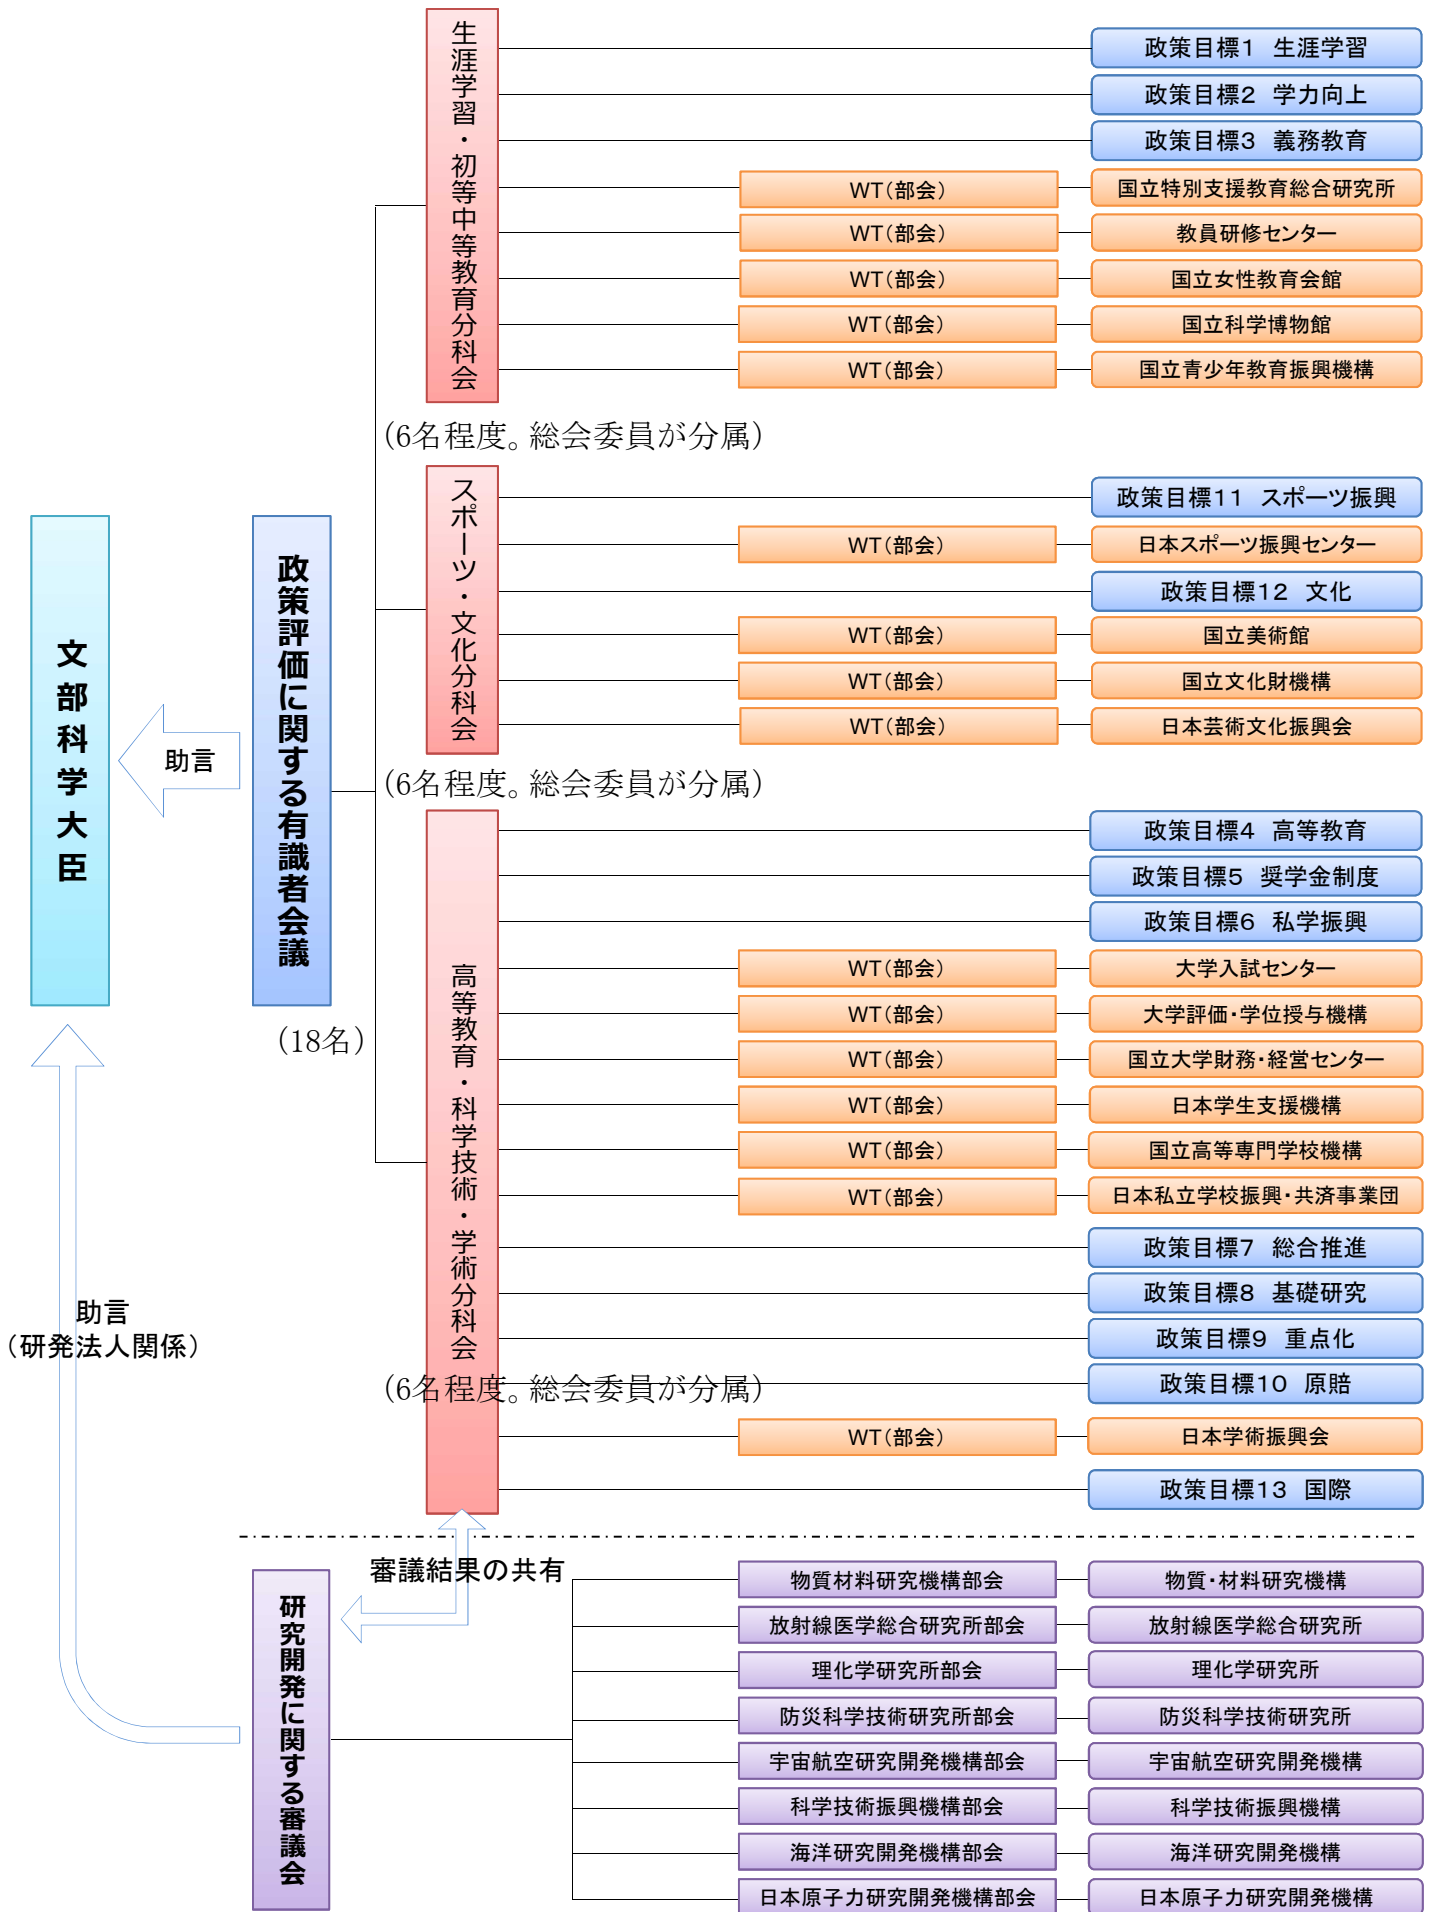 文部科学大臣
助言
政策評価に関する有識者会議
(18名)
生涯学習・初等中等教育分科会
(6名程度。総会委員が分属)
政策目標1 生涯学習
政策目標2 学力向上
政策目標3 義務教育
WT(部会) 国立特別支援教育総合研究所
WT(部会) 教員研修センター
WT(部会) 国立女性教育会館
WT(部会) 国立科学博物館
WT(部会) 国立青少年教育振興機構
スポーツ・文化分科会
(6名程度。総会委員が分属)
政策目標11 スポーツ振興
WT(部会) 日本スポーツ振興センター
政策目標12 文化
WT(部会) 国立美術館
WT(部会) 国立文化財機構
WT(部会) 日本芸術文化振興会
高等教育・科学技術・学術分科会
(6名程度。総会委員が分属)
政策目標4 高等教育
政策目標5 奨学金制度
政策目標6 私学振興
WT(部会) 大学入試センター
WT(部会) 大学評価・学位授与機構
WT(部会) 国立大学財務・経営センター
WT(部会) 日本学生支援機構
WT(部会) 国立高等専門学校機構
WT(部会) 日本私立学校振興・共済事業団
政策目標7 総合推進
政策目標8 基礎研究
政策目標9 重点化
政策目標10 原賠
WT(部会) 日本学術振興会
政策目標13 国際
助言
(研発法人関係)
審議結果の共有
研究開発に関する審議会
物質材料研究機構部会 物質・材料研究機構
放射線医学総合研究所部会 放射線医学総合研究所
理化学研究所部会 理化学研究所
防災科学技術研究所部会 防災科学技術研究所
宇宙航空研究開発機構部会 宇宙航空研究開発機構
科学技術振興機構部会 科学技術振興機構
海洋研究開発機構部会 海洋研究開発機構
日本原子力研究開発機構部会 日本原子力研究開発機構